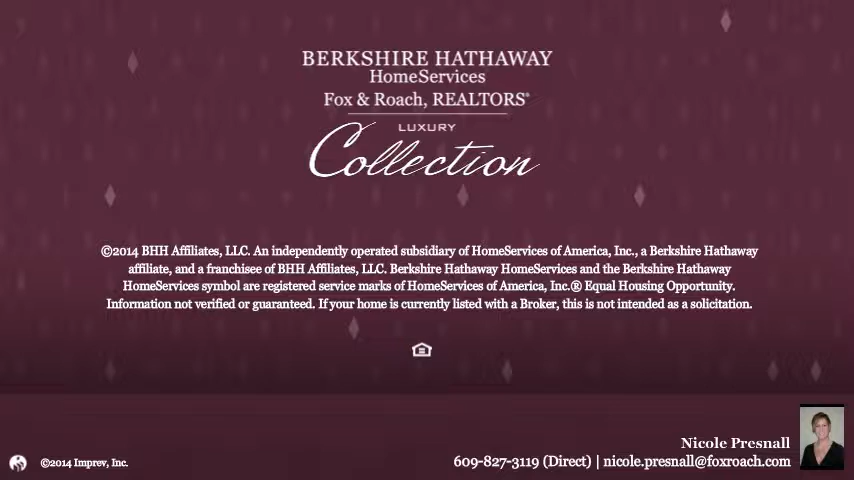 BERKSHIRE HATHAWAY
HomeServices
Fox & Roach, REALTORS®
LUXURY
Collection
©2014 BHH Affiliates, LLC. An independently operated subsidiary of HomeServices of America, Inc., a Berkshire Hathaway
affiliate, and a franchisee of BHH Affiliates, LLC. Berkshire Hathaway HomeServices and the Berkshire Hathaway
HomeServices symbol are registered service marks of HomeServices of America, Inc.® Equal Housing Opportunity.
Information not verified or guaranteed. If your home is currently listed with a Broker, this is not intended as a solicitation.
Nicole Presnall
609-827-3119 (Direct) | nicole.presnall@foxroach.com
©2014 Imprev, Inc.